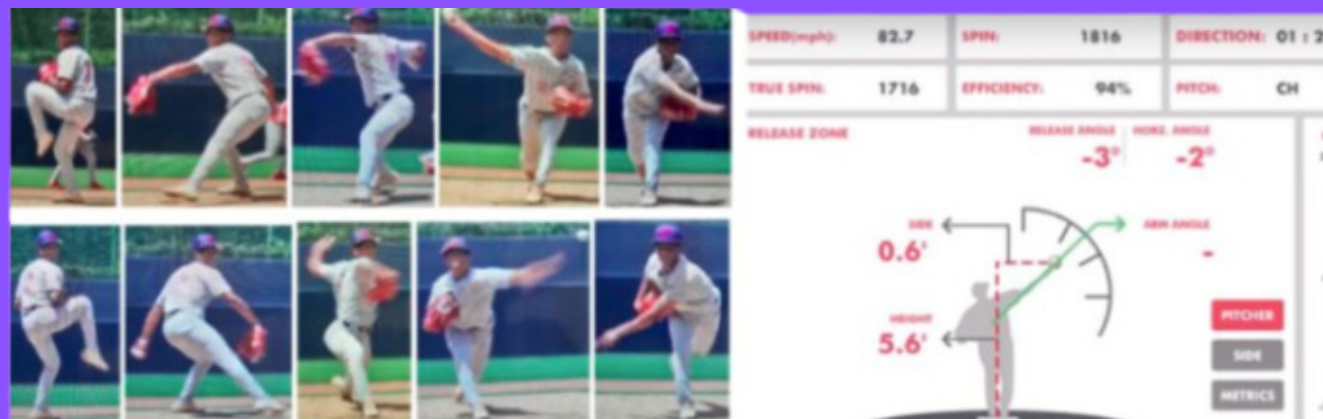 SPEED(mph): 82.7 SPIN: 1816 DIRECTION: 01 : 2
TRUE SPIN: 1716 EFFICIENCY: 94% PITCH: CH
RELEASE ZONE
RELEASE ANGLE HORZ. ANGLE
-3° -2°
SIDE ARM ANGLE
0.6' -
HEIGHT
5.6'
PITCHER
SIDE
METRICS